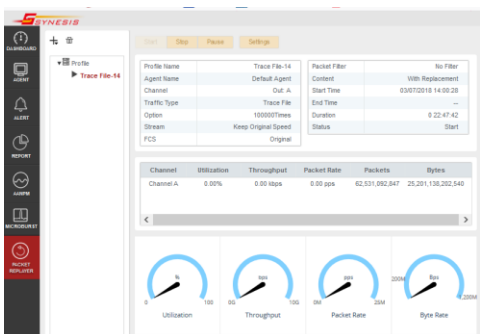 SYNESIS
DASHBOARD
AGENT
ALERT
REPORT
MICROBURST
PACKET
REPLAYER
Profile
Trace File-14
Start Stop Pause Settings
Profile Name Trace File-14
Agent Name Default Agent
Channel Out: A
Traffic Type Trace File
Option 100000Times
Stream Keep Original Speed
FCS Original
Packet Filter No Filter
Content With Replacement
Start Time 03/07/2018 14:00:28
End Time --
Duration 0 22:47:42
Status Start
Channel Utilization Throughput Packet Rate Packets Bytes
Channel A 0.00% 0.00 kbps 0.00 pps 62,531,092,847 25,201,138,202,540
%
0 100
Utilization
bps
0G 10G
Throughput
pps
0M 25M
Packet Rate
Bps
200M 1,200M
Byte Rate